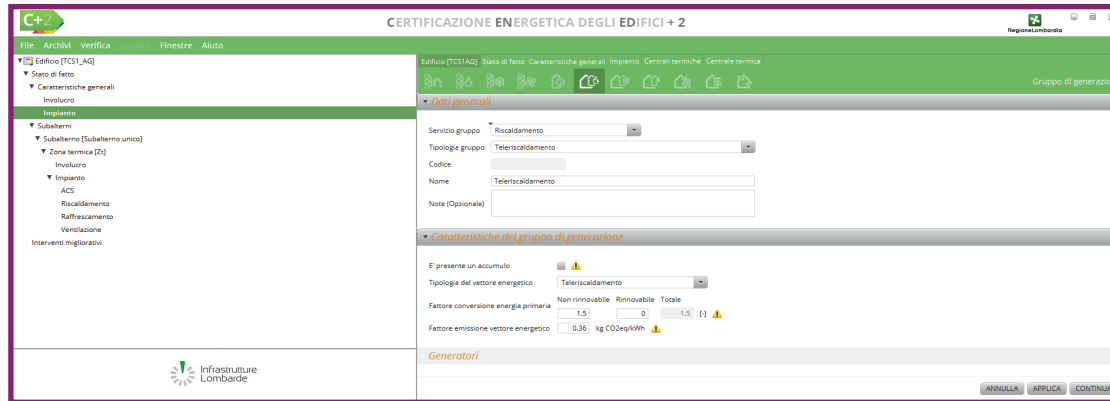 C+2
CERTIFICAZIONE ENERGETICA DEGLI EDIFICI + 2
RegioneLombardia
File Archivi Verifica Opzioni Finestre Aiuto
Edificio [TCS1_AG]
Stato di fatto
Caratteristiche generali
Involucro
Impianto
Subalterni
Subalterno [Subalterno unico]
Zona termica [Zt]
Involucro
Impianto
ACS
Riscaldamento
Raffrescamento
Ventilazione
Interventi migliorativi
Infrastrutture
Lombarde
Edificio [TCS1AG] Stato di fatto Caratteristiche generali Impianto Centrali termiche Centrale termica
Gruppo di generazio
Dati generali
Servizio gruppo Riscaldamento
Tipologia gruppo Teleriscaldamento
Codice
Nome Teleriscaldamento
Note (Opzionale)
Caratteristiche del gruppo di generazione
E' presente un accumulo
Tipologia del vettore energetico Teleriscaldamento
Non rinnovabile Rinnovabile Totale
Fattore conversione energia primaria 1.5 0 1.5 [-]
Fattore emissione vettore energetico 0.36 kg CO2eq/kWh
Generatori
ANNULLA APPLICA CONTINUA